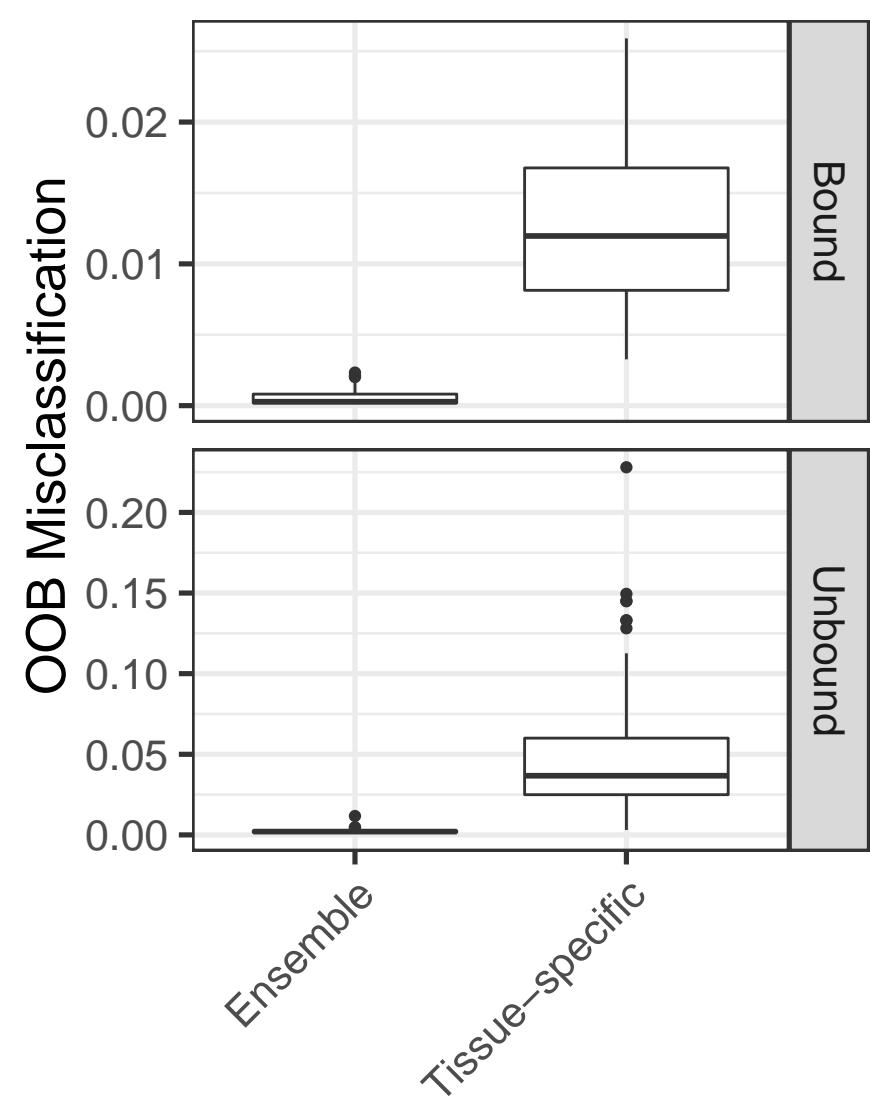 OOB Misclassification
0.02
0.01
0.00
Bound
0.20
0.15
0.10
0.05
0.00
Unbound
Ensemble
Tissue−specific